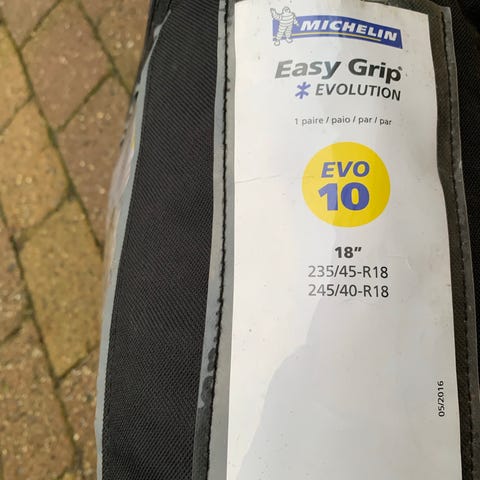 MICHELIN
Easy Grip®
* EVOLUTION
1 paire / paio / par / par
EVO
10
18"
235/45-R18
245/40-R18
05/2016